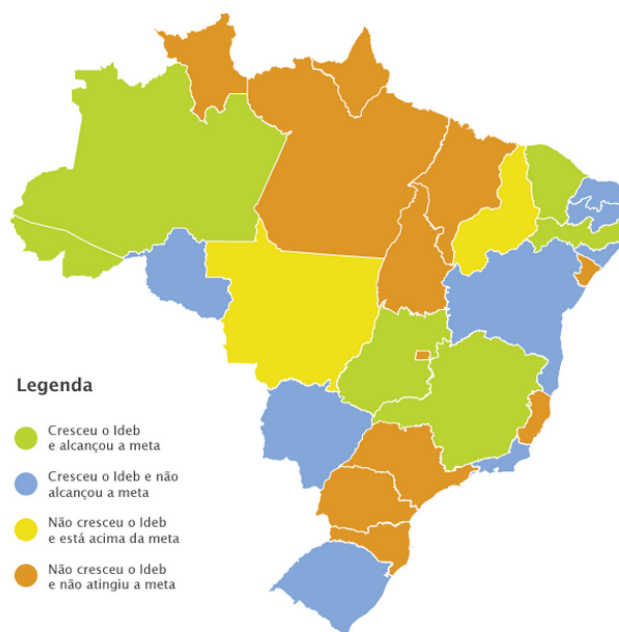 Legenda
Cresceu o Ideb
e alcançou a meta
Cresceu o Ideb e não
alcançou a meta
Não cresceu o Ideb
e está acima da meta
Não cresceu o Ideb
e não atingiu a meta